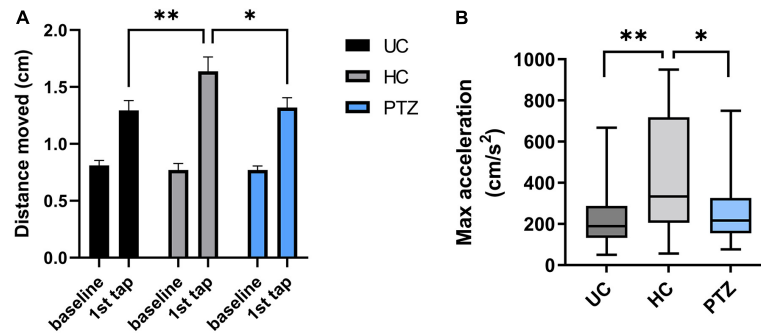 A
** *
Distance moved (cm)
2.0
1.5
1.0
0.5
0.0
baseline
1st tap
baseline
1st tap
baseline
1st tap
UC
HC
PTZ
B
** *
Max acceleration
(cm/s²)
1000
800
600
400
200
0
UC
HC
PTZ